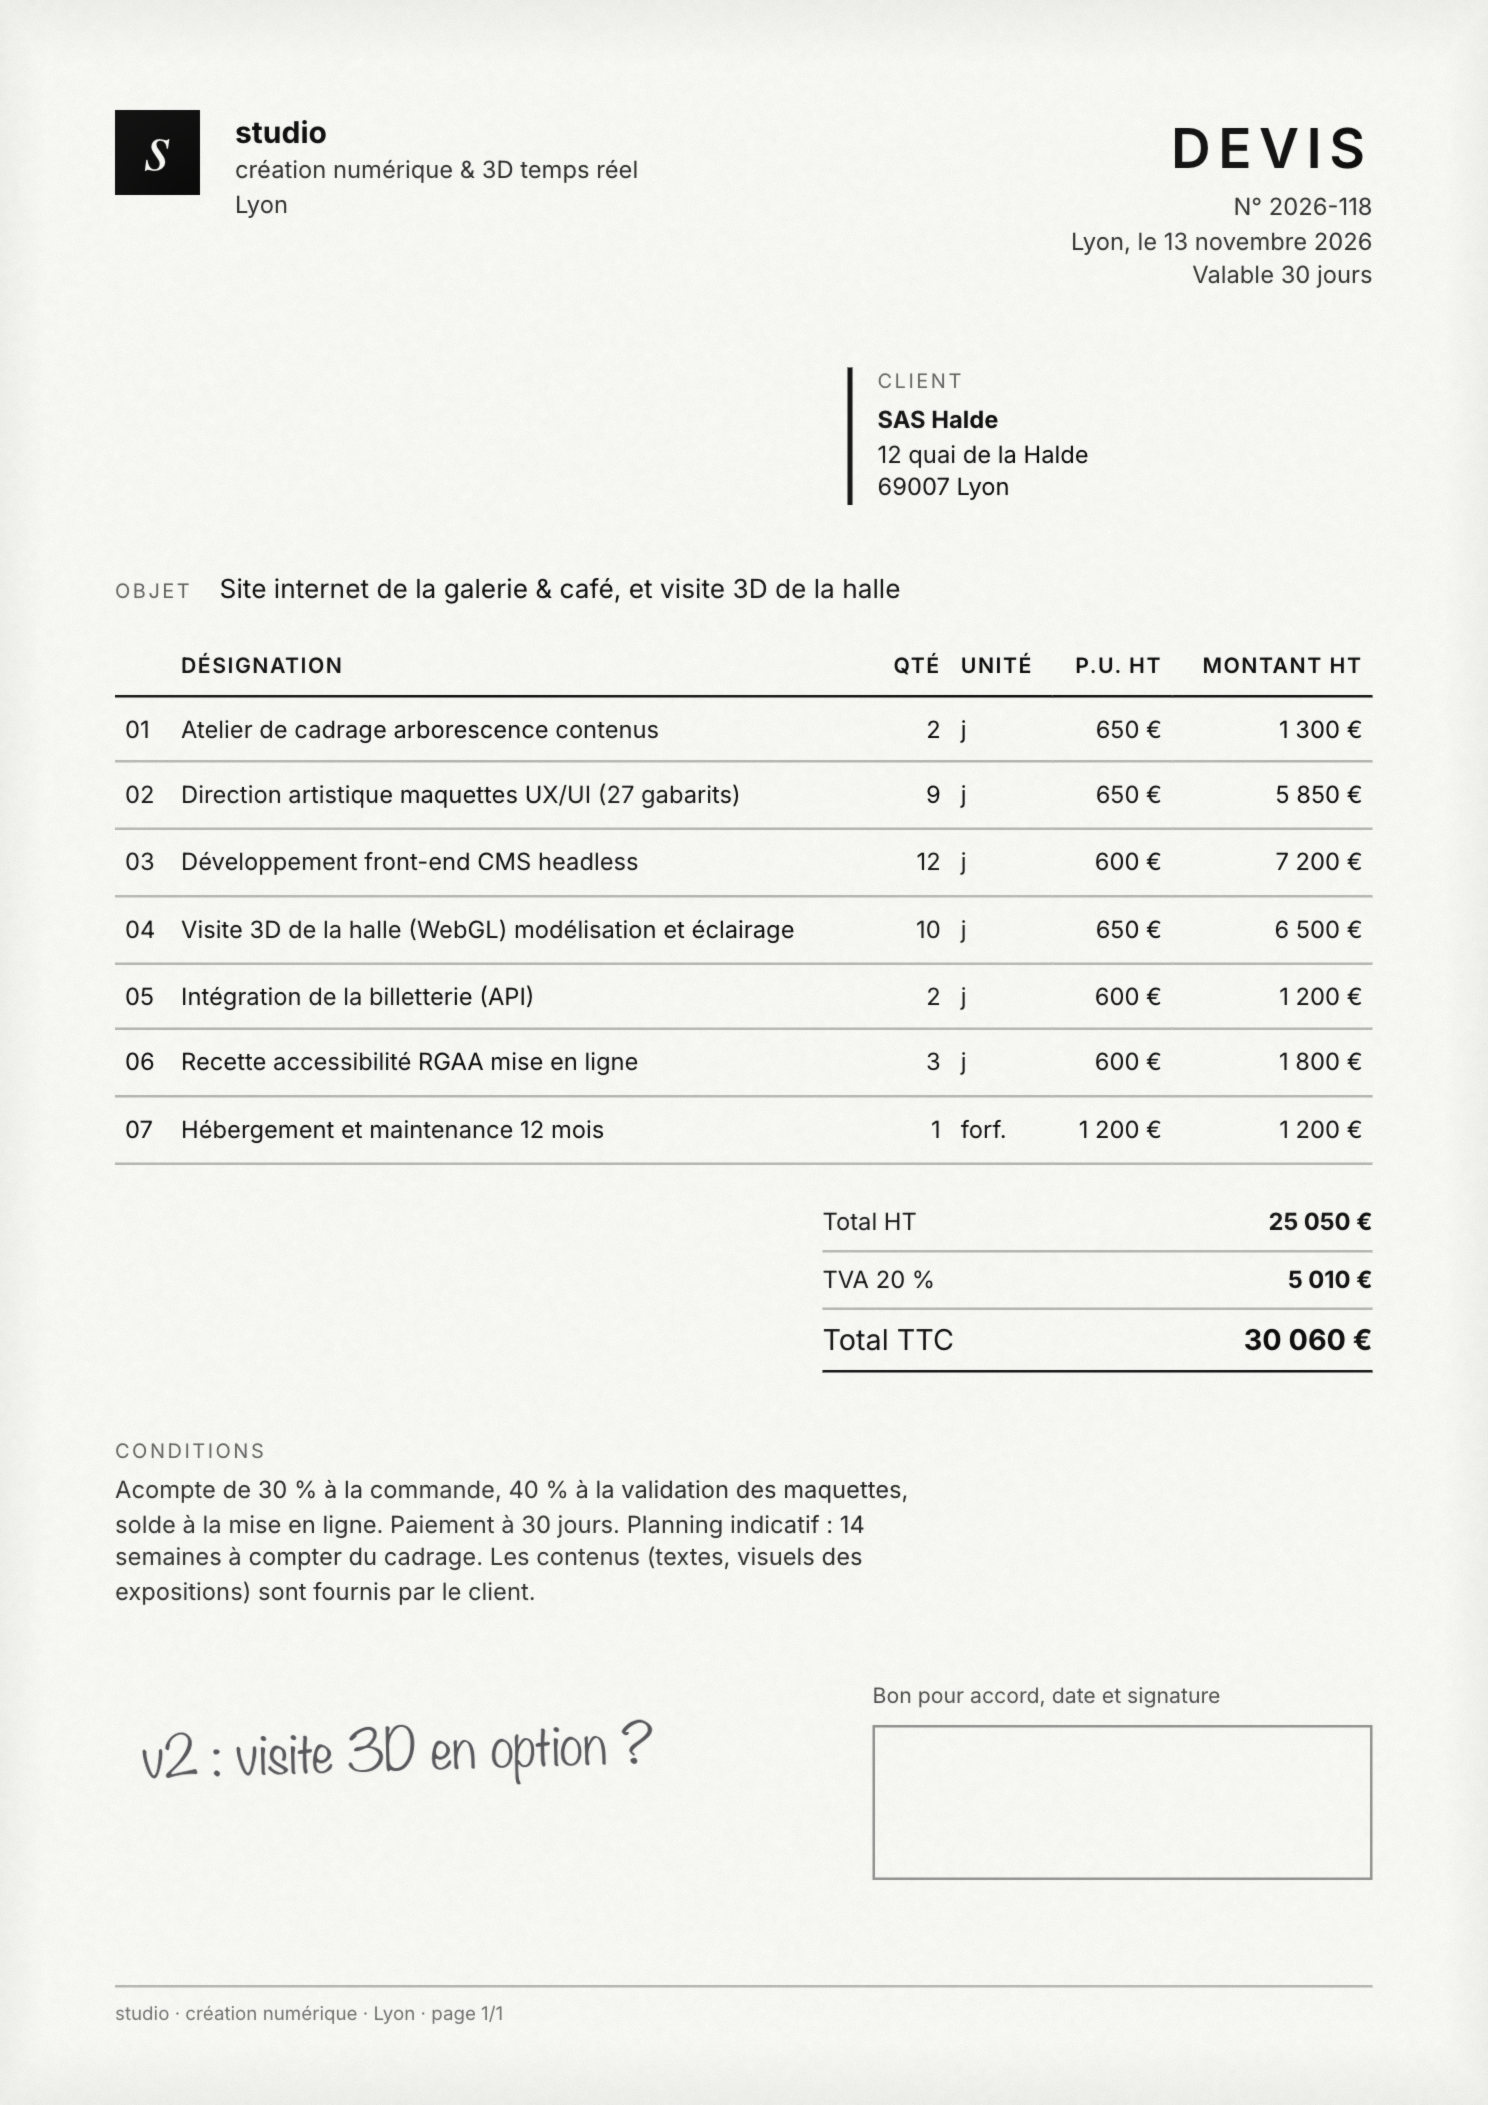 S
studio
création numérique & 3D temps réel
Lyon
DEVIS
N° 2026-118
Lyon, le 13 novembre 2026
Valable 30 jours
CLIENT
SAS Halde
12 quai de la Halde
69007 Lyon
OBJET Site internet de la galerie & café, et visite 3D de la halle
DÉSIGNATION QTÉ UNITÉ P.U. HT MONTANT HT
01 Atelier de cadrage arborescence contenus 2 j 650 € 1 300 €
02 Direction artistique maquettes UX/UI (27 gabarits) 9 j 650 € 5 850 €
03 Développement front-end CMS headless 12 j 600 € 7 200 €
04 Visite 3D de la halle (WebGL) modélisation et éclairage 10 j 650 € 6 500 €
05 Intégration de la billetterie (API) 2 j 600 € 1 200 €
06 Recette accessibilité RGAA mise en ligne 3 j 600 € 1 800 €
07 Hébergement et maintenance 12 mois 1 forf. 1 200 € 1 200 €
Total HT 25 050 €
TVA 20 % 5 010 €
Total TTC 30 060 €
CONDITIONS
Acompte de 30 % à la commande, 40 % à la validation des maquettes,
solde à la mise en ligne. Paiement à 30 jours. Planning indicatif : 14
semaines à compter du cadrage. Les contenus (textes, visuels des
expositions) sont fournis par le client.
Bon pour accord, date et signature
v2 : visite 3D en option ?
studio · création numérique · Lyon · page 1/1